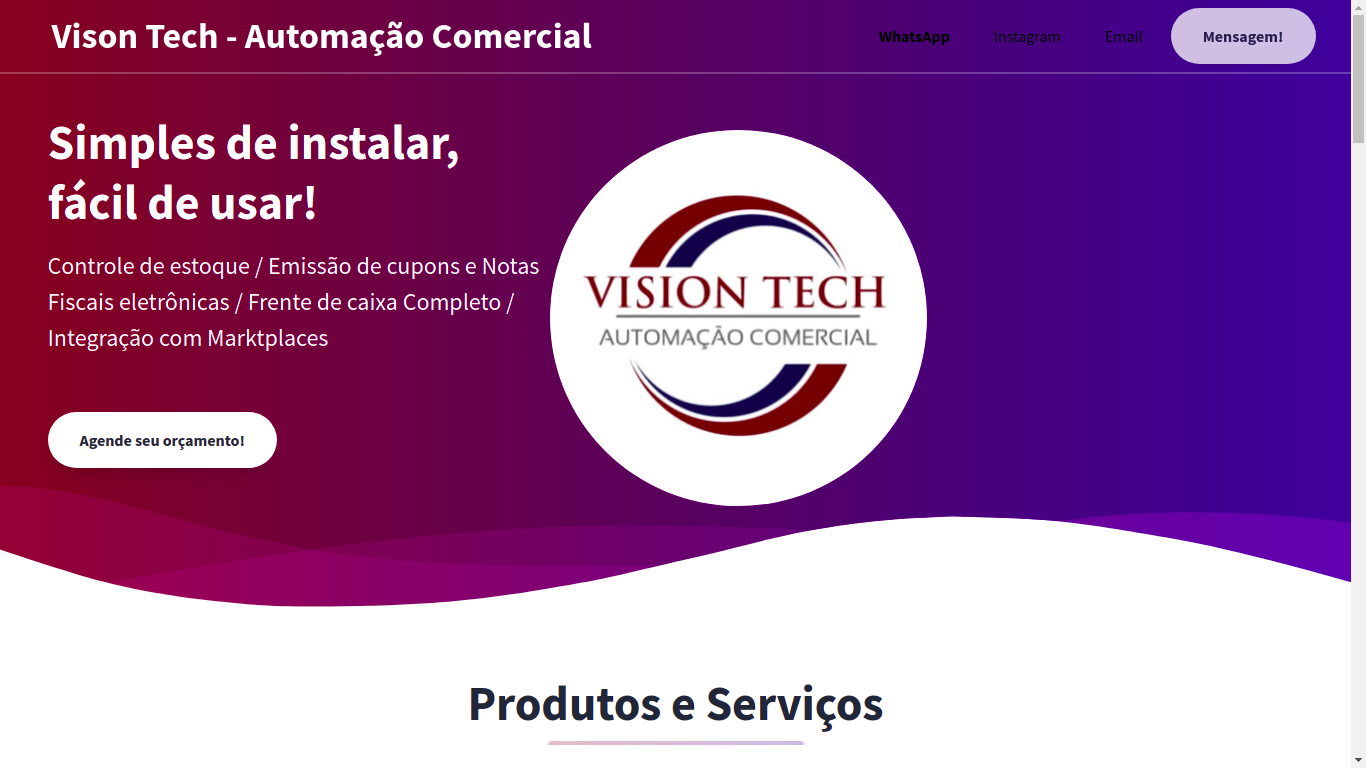 Vison Tech - Automação Comercial
WhatsApp
Instagram
Email
Mensagem!
Simples de instalar,
fácil de usar!
Controle de estoque / Emissão de cupons e Notas
Fiscais eletrônicas / Frente de caixa Completo /
Integração com Marktplaces
Agende seu orçamento!
VISION TECH
AUTOMAÇÃO COMERCIAL
Produtos e Serviços